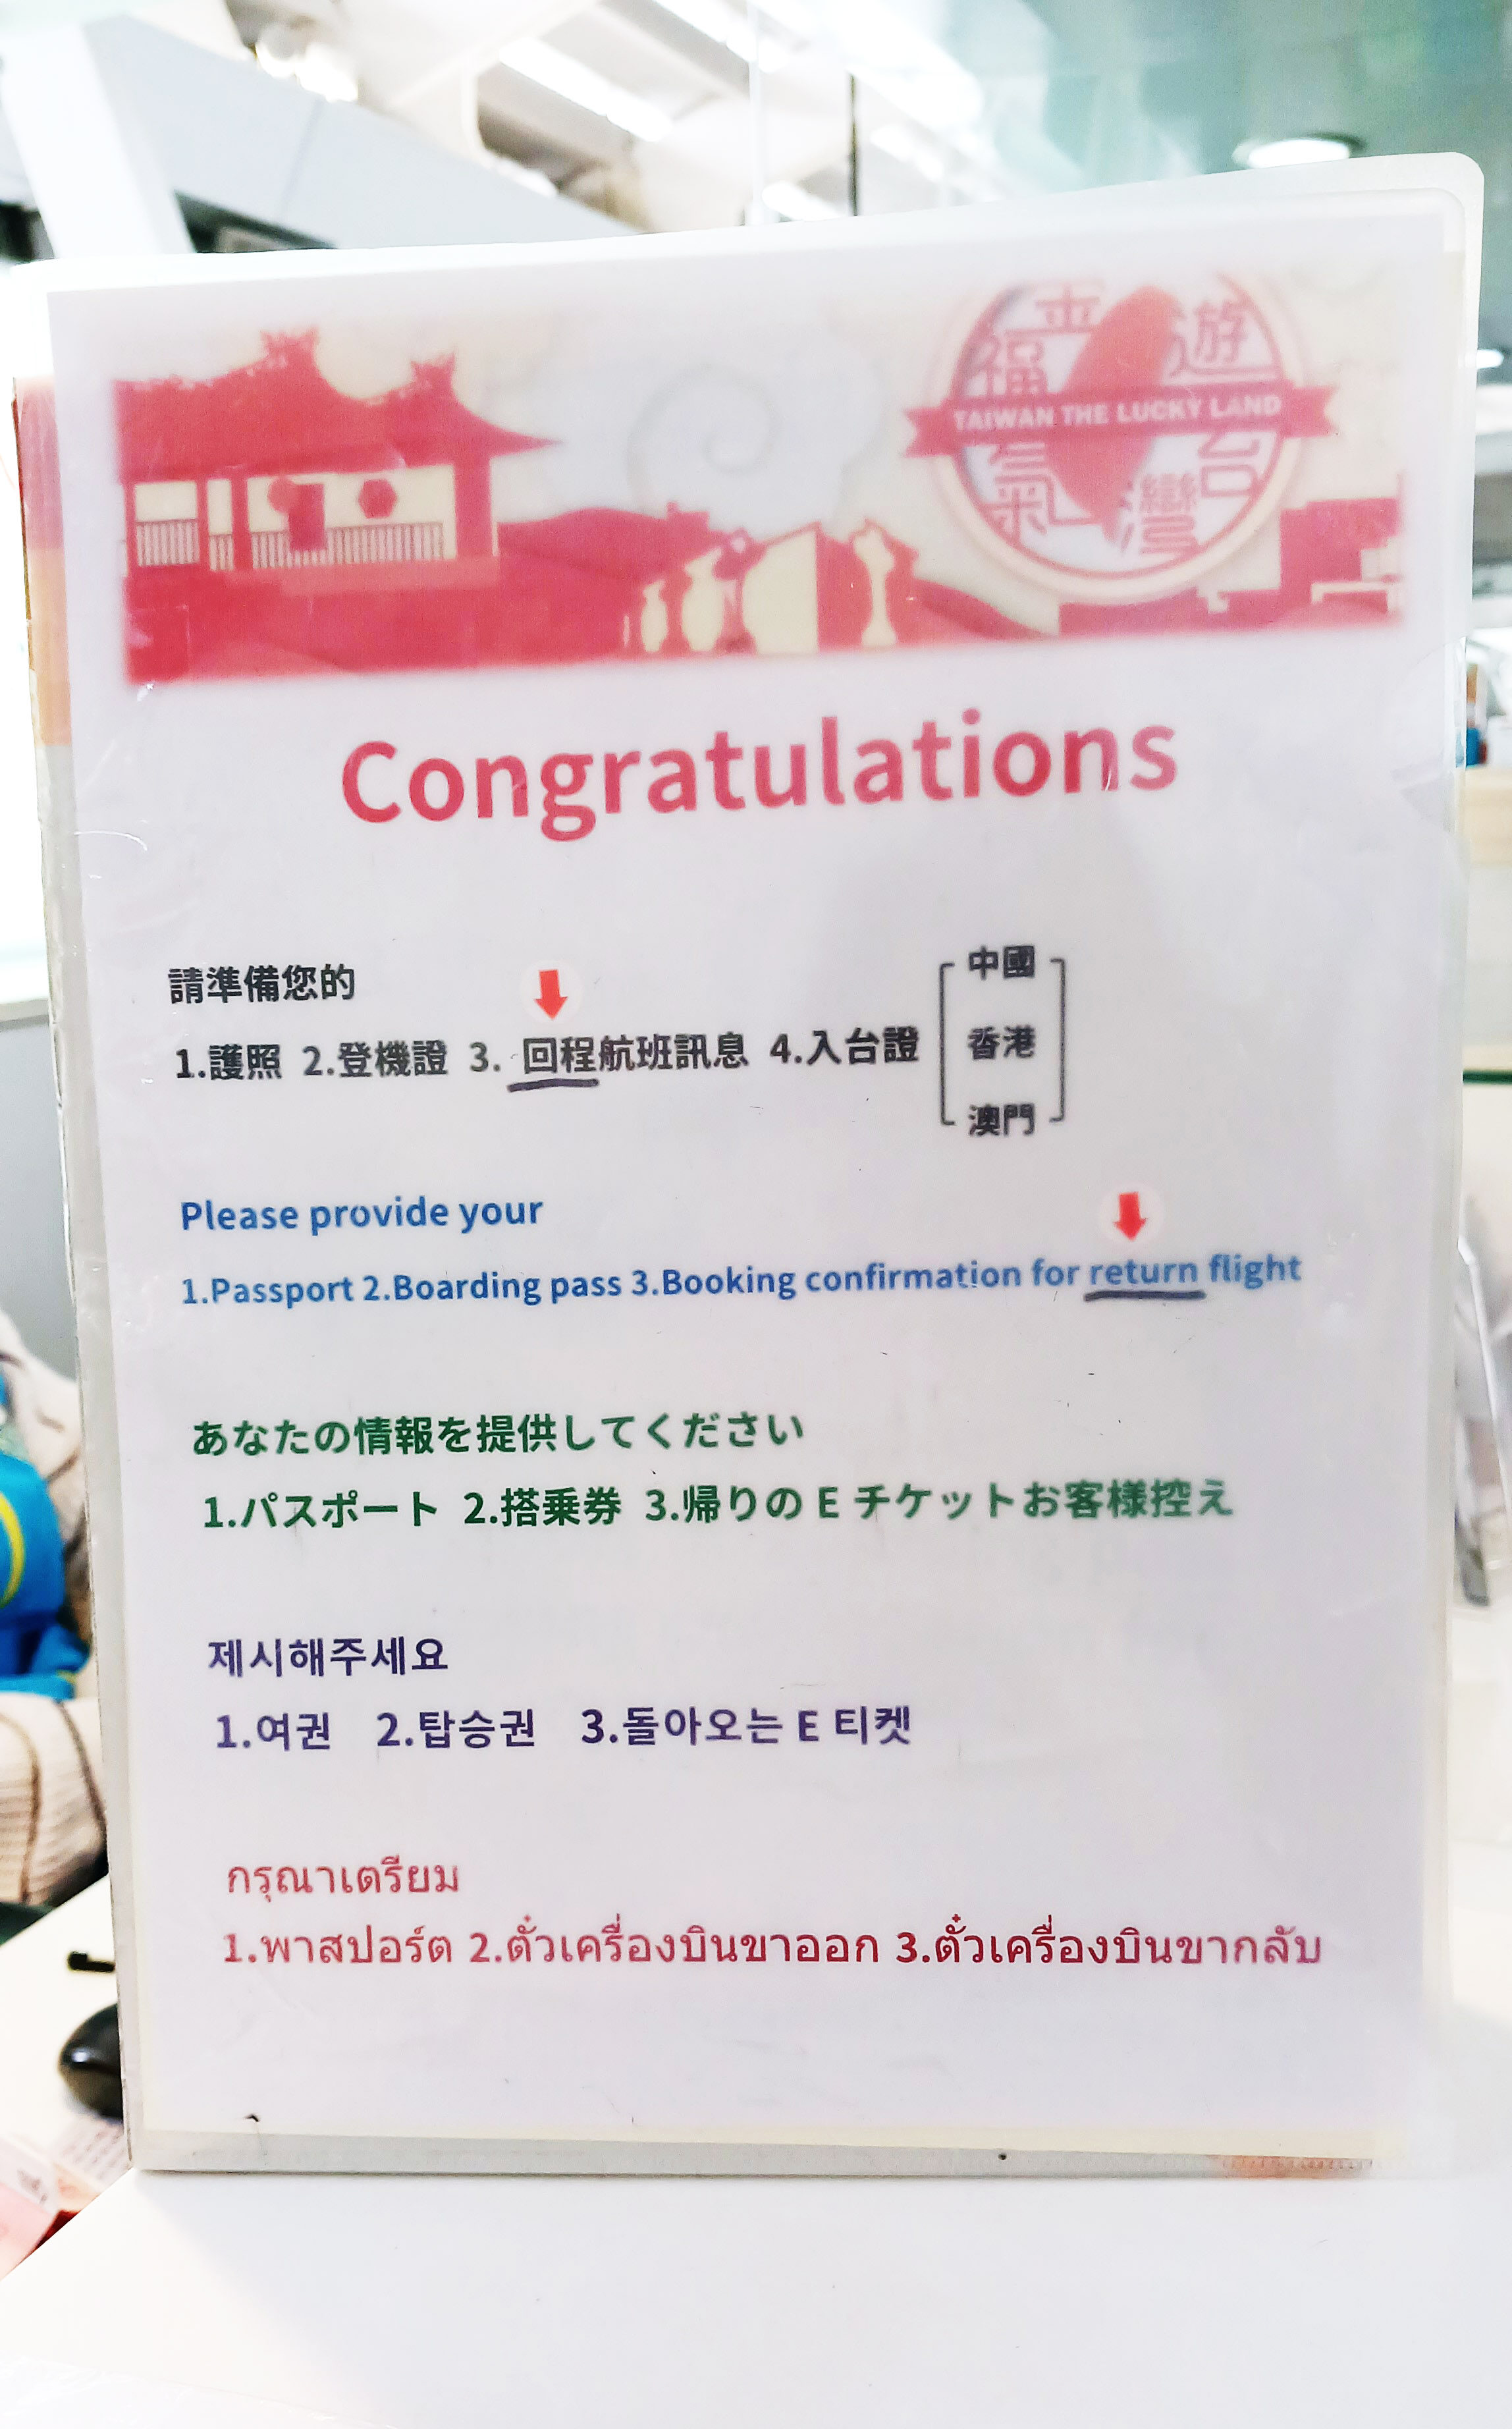 來 遊
福
TAIWAN THE LUCKY LAND
氣 台
灣
Congratulations
請準備您的
1.護照 2.登機證 3. 回程航班訊息 4.入台證
中國
香港
澳門
Please provide your
1.Passport 2.Boarding pass 3.Booking confirmation for return flight
あなたの情報を提供してください
1.パスポート 2.搭乗券 3.帰りの E チケットお客様控え
제시해주세요
1.여권 2.탑승권 3.돌아오는 E 티켓
กรุณาเตรียม
1.พาสปอร์ต 2.ตั๋วเครื่องบินขาออก 3.ตั๋วเครื่องบินขากลับ